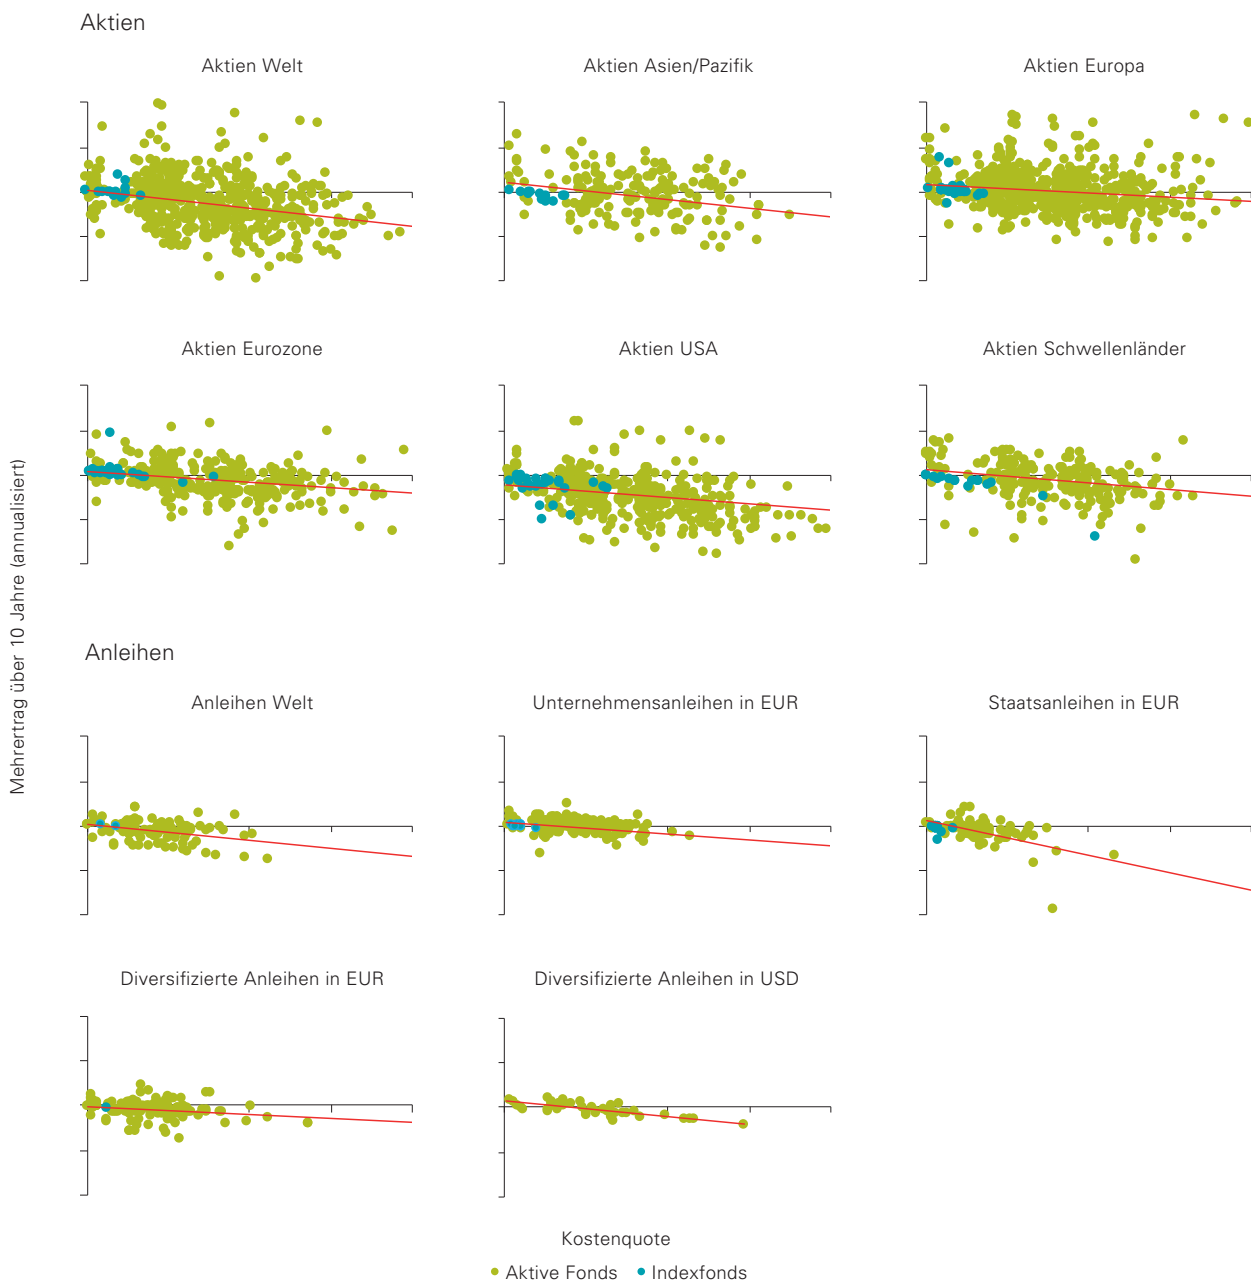 Aktien
Aktien Welt
Aktien Asien/Pazifik
Aktien Europa
Aktien Eurozone
Aktien USA
Aktien Schwellenländer
Mehrertrag über 10 Jahre (annualisiert)
Anleihen
Anleihen Welt
Unternehmensanleihen in EUR
Staatsanleihen in EUR
Diversifizierte Anleihen in EUR
Diversifizierte Anleihen in USD
Kostenquote
Aktive Fonds
Indexfonds